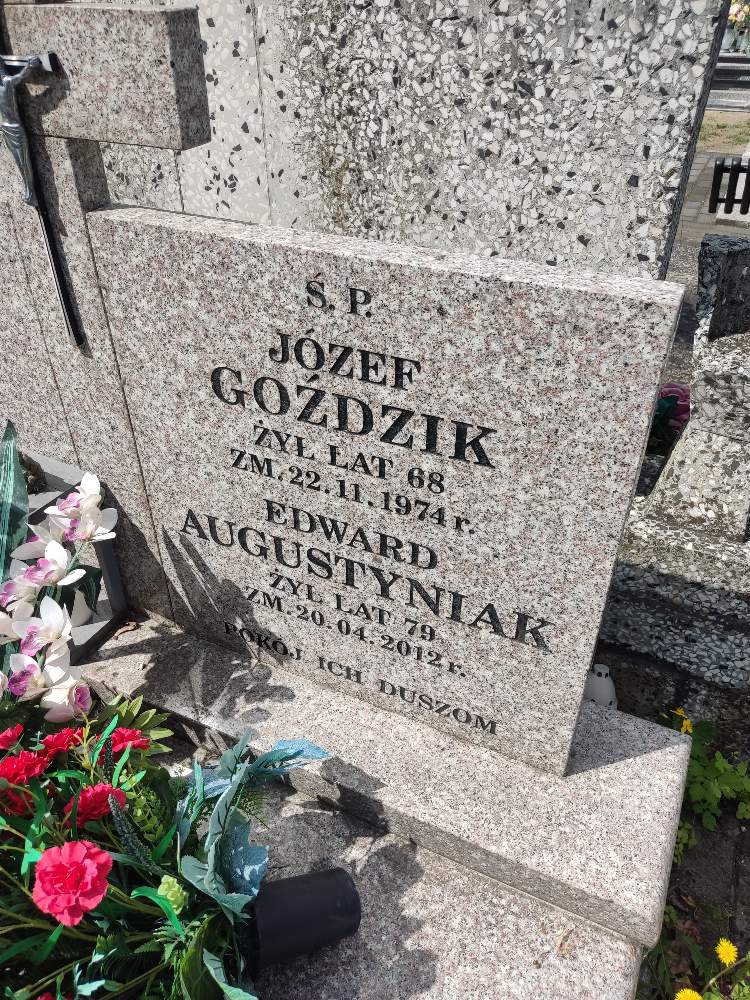 Ś. P.
JÓZEF
GOŹDZIK
ŻYŁ LAT 68
ZM. 22. 11. 1974 r.
EDWARD
AUGUSTYNIAK
ŻYŁ LAT 79
ZM. 20. 04. 2012 r.
POKÓJ ICH DUSZOM